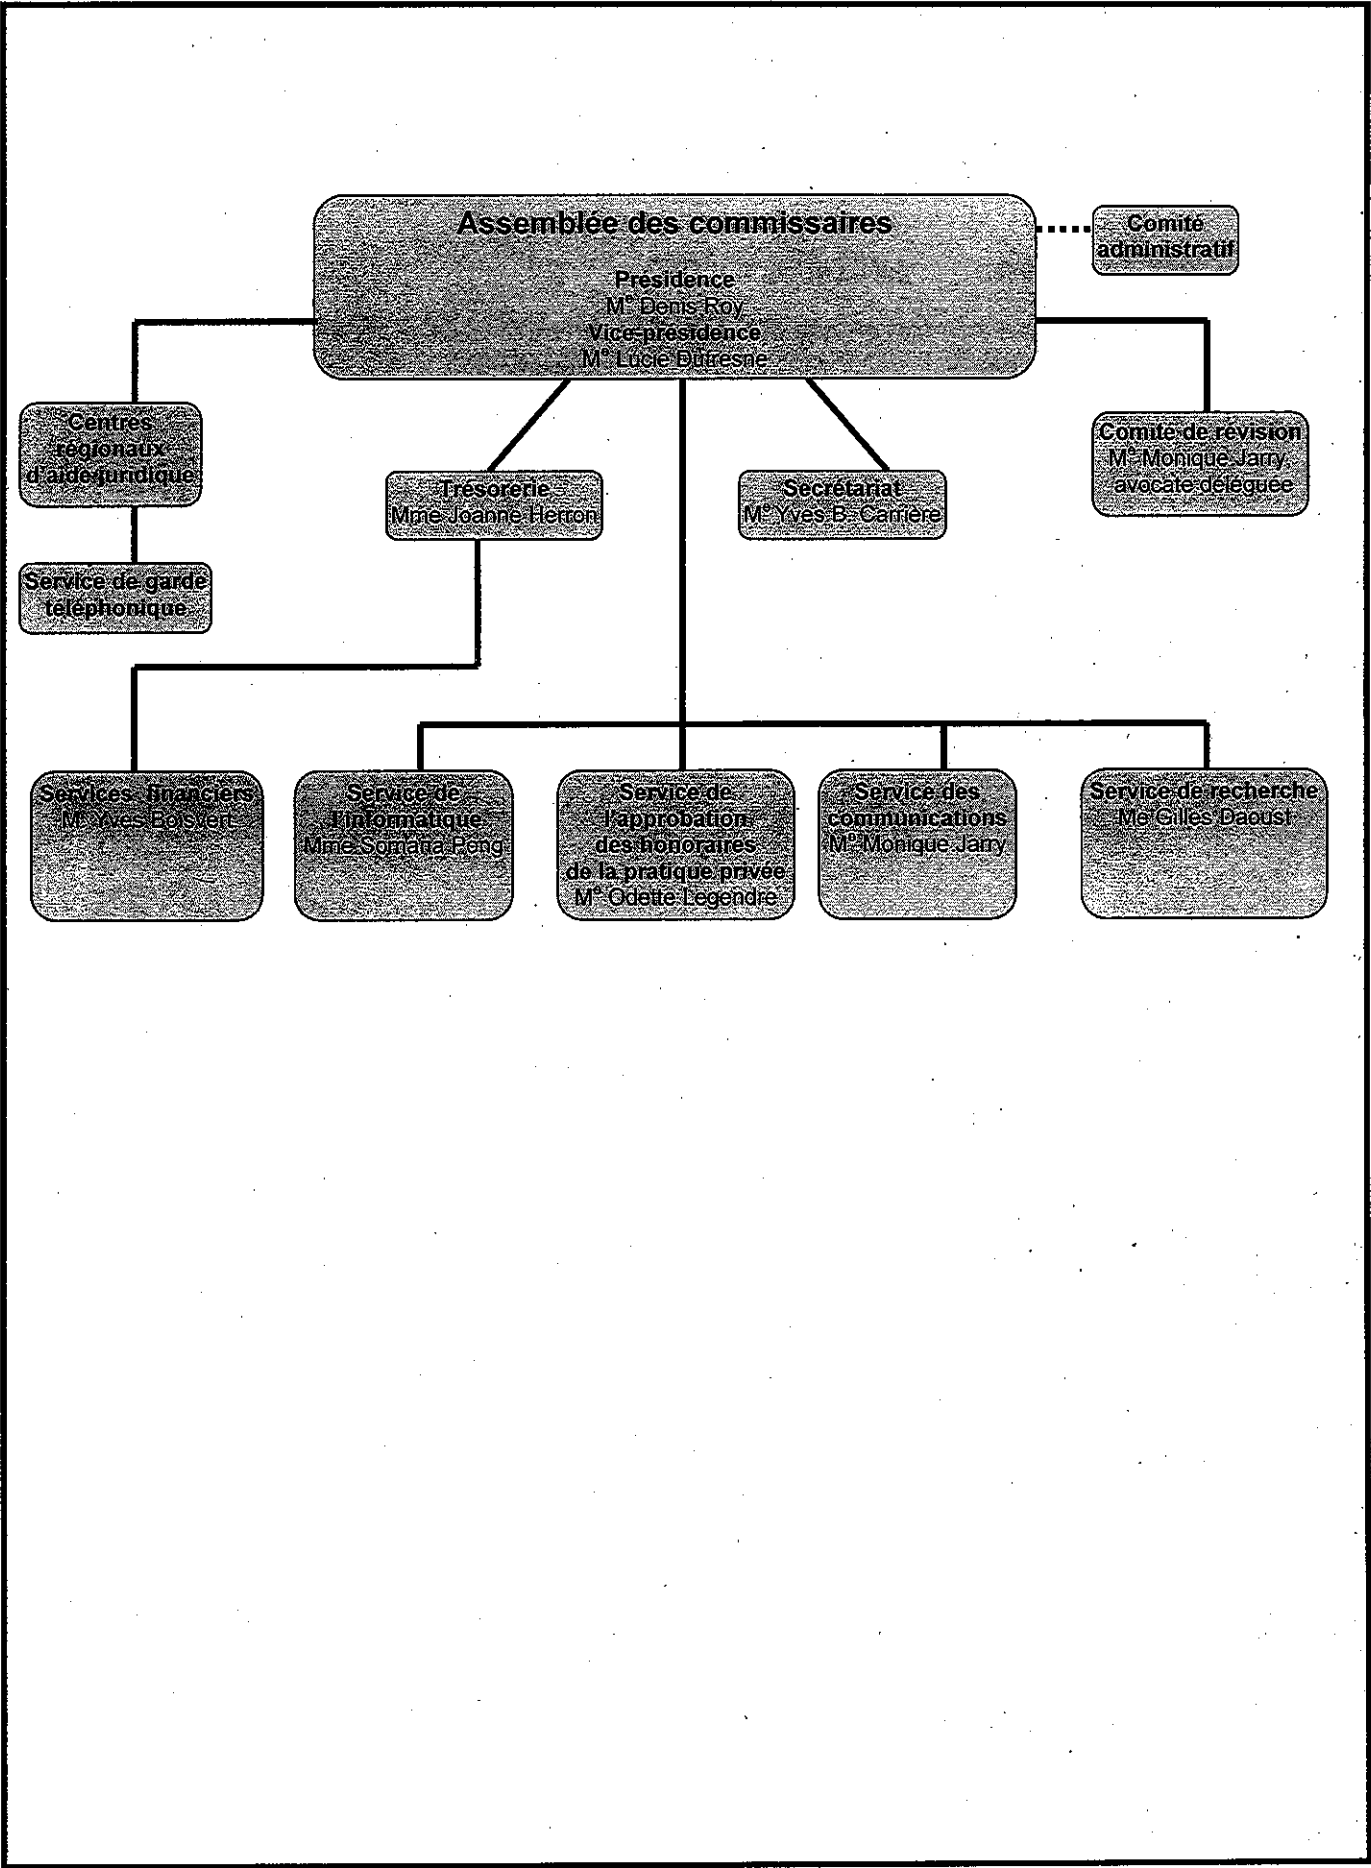 Assemblée des commissaires
Présidence
Me Denis Roy
Vice-présidence
Me Lucie Dufresne
Comité
administratif
Centres
régionaux
d'aide juridique
Service de garde
téléphonique
Trésorerie
Mme Joanne Herron
Secrétariat
Me Yves B. Carrière
Comité de révision
Me Monique Jarry,
avocate déléguée
Services financiers
Me Yves Boisvert
Service de
l'informatique
Mme Somarra Pong
Service de
l'approbation
des honoraires
de la pratique privée
Me Odette Legendre
Service des
communications
Me Monique Jarry
Service de recherche
Me Gilles Daoust